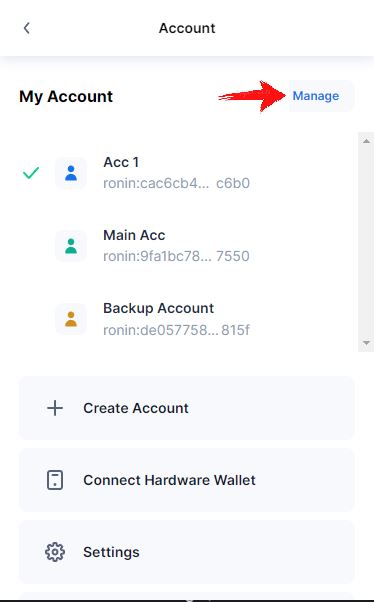 Account
My Account
Manage
Acc 1
ronin:cac6cb4... c6b0
Main Acc
ronin:9fa1bc78... 7550
Backup Account
ronin:de057758... 815f
Create Account
Connect Hardware Wallet
Settings